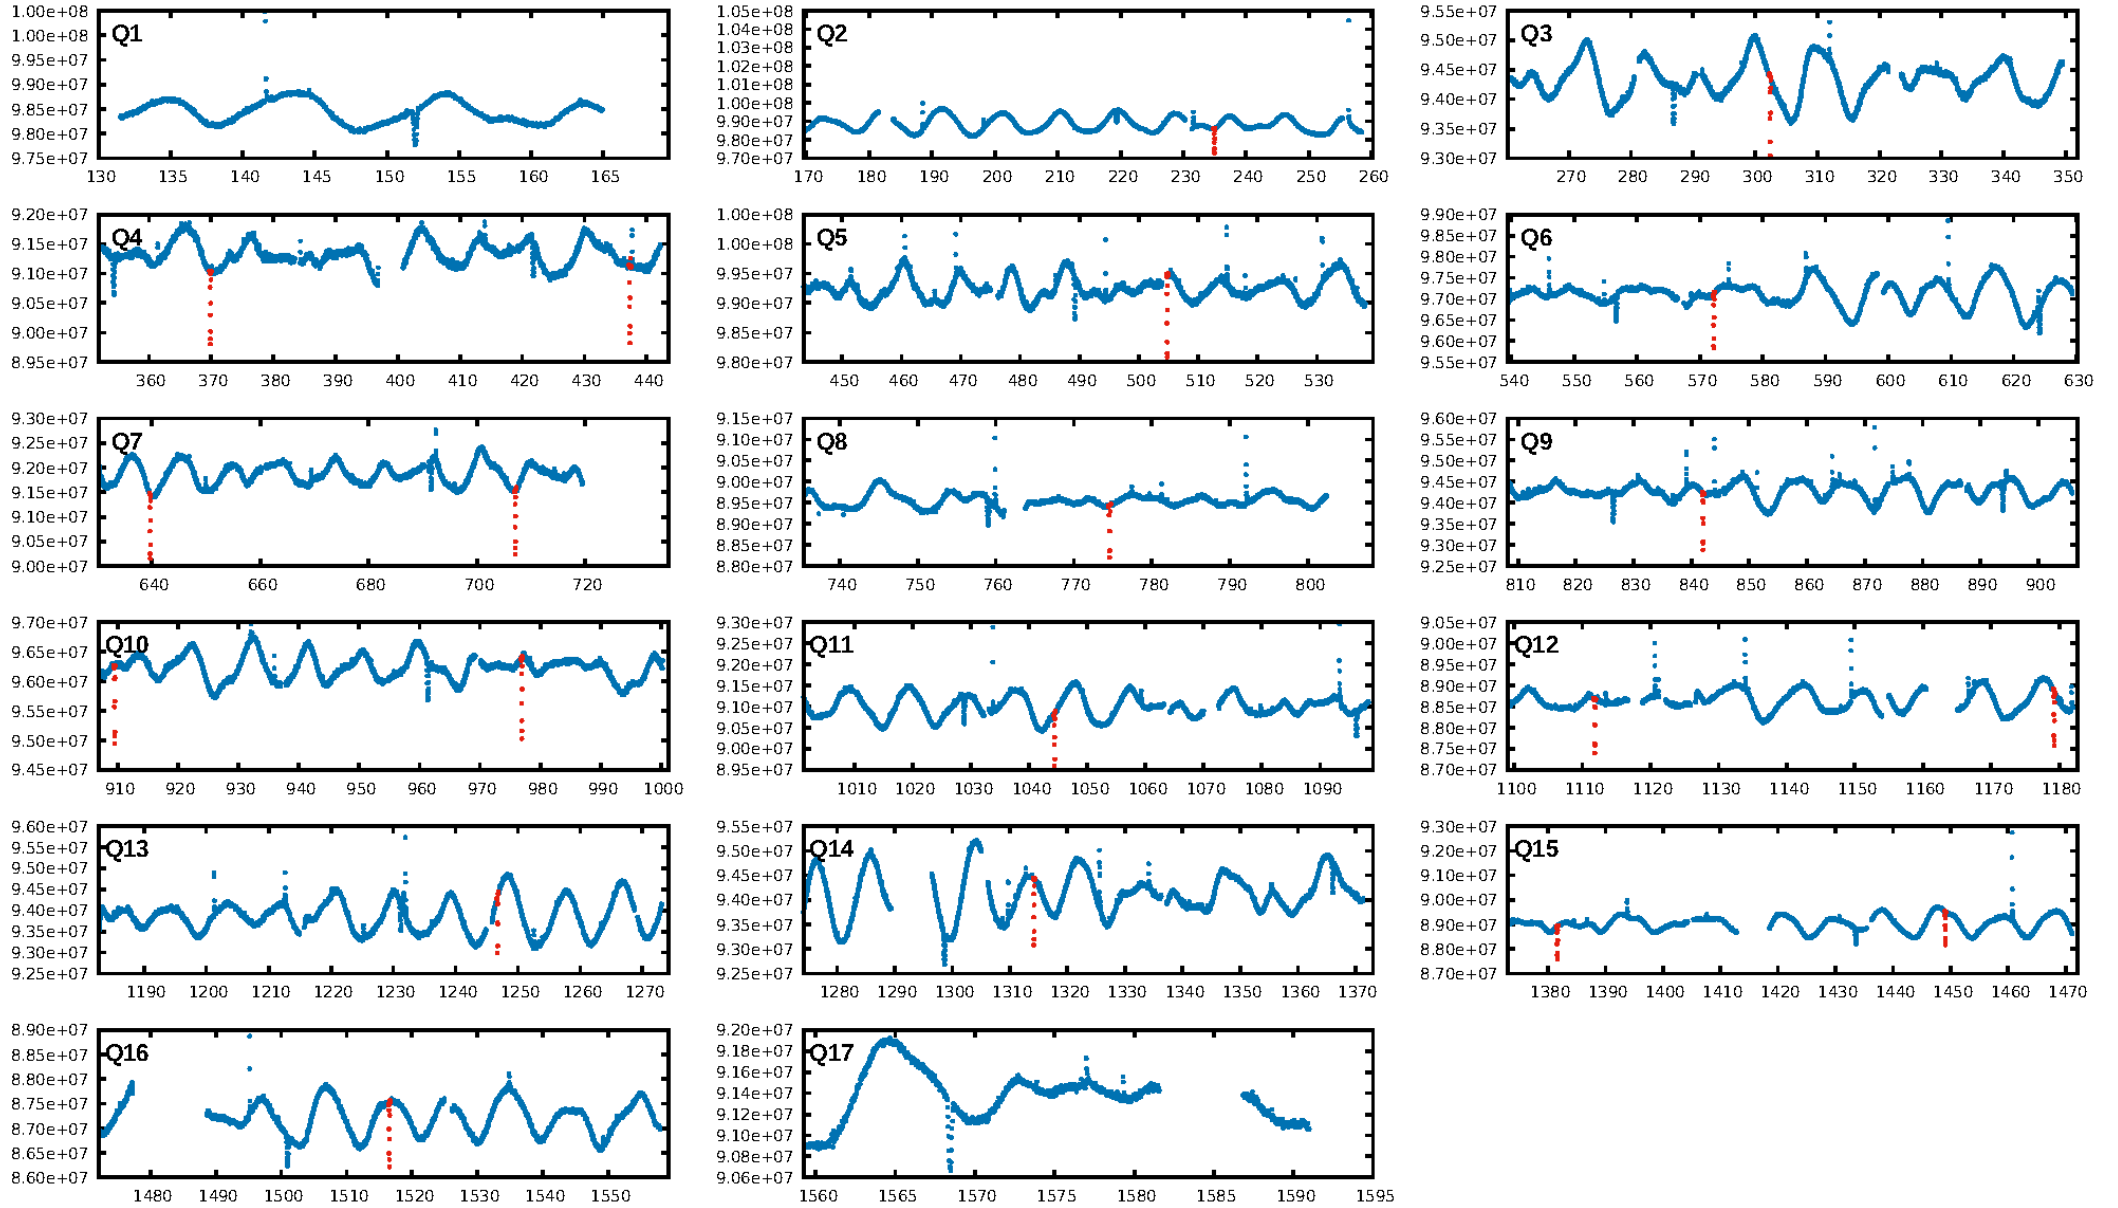 1.00e+08 1.00e+08 9.95e+07 9.90e+07 9.85e+07 9.80e+07 9.75e+07
Q1
130 135 140 145 150 155 160 165
1.05e+08 1.04e+08 1.03e+08 1.02e+08 1.01e+08 1.00e+08 9.90e+07 9.80e+07 9.70e+07
Q2
170 180 190 200 210 220 230 240 250 260
9.55e+07 9.50e+07 9.45e+07 9.40e+07 9.35e+07 9.30e+07
Q3
270 280 290 300 310 320 330 340 350
9.20e+07 9.15e+07 9.10e+07 9.05e+07 9.00e+07 8.95e+07
Q4
360 370 380 390 400 410 420 430 440
1.00e+08 1.00e+08 9.95e+07 9.90e+07 9.85e+07 9.80e+07
Q5
450 460 470 480 490 500 510 520 530
9.90e+07 9.85e+07 9.80e+07 9.75e+07 9.70e+07 9.65e+07 9.60e+07 9.55e+07
Q6
540 550 560 570 580 590 600 610 620 630
9.30e+07 9.25e+07 9.20e+07 9.15e+07 9.10e+07 9.05e+07 9.00e+07
Q7
640 660 680 700 720
9.15e+07 9.10e+07 9.05e+07 9.00e+07 8.95e+07 8.90e+07 8.85e+07 8.80e+07
Q8
740 750 760 770 780 790 800
9.60e+07 9.55e+07 9.50e+07 9.45e+07 9.40e+07 9.35e+07 9.30e+07 9.25e+07
Q9
810 820 830 840 850 860 870 880 890 900
9.70e+07 9.65e+07 9.60e+07 9.55e+07 9.50e+07 9.45e+07
Q10
910 920 930 940 950 960 970 980 990 1000
9.30e+07 9.25e+07 9.20e+07 9.15e+07 9.10e+07 9.05e+07 9.00e+07 8.95e+07
Q11
1010 1020 1030 1040 1050 1060 1070 1080 1090
9.05e+07 9.00e+07 8.95e+07 8.90e+07 8.85e+07 8.80e+07 8.75e+07 8.70e+07
Q12
1100 1110 1120 1130 1140 1150 1160 1170 1180
9.60e+07 9.55e+07 9.50e+07 9.45e+07 9.40e+07 9.35e+07 9.30e+07 9.25e+07
Q13
1190 1200 1210 1220 1230 1240 1250 1260 1270
9.55e+07 9.50e+07 9.45e+07 9.40e+07 9.35e+07 9.30e+07 9.25e+07
Q14
1280 1290 1300 1310 1320 1330 1340 1350 1360 1370
9.30e+07 9.20e+07 9.10e+07 9.00e+07 8.90e+07 8.80e+07 8.70e+07
Q15
1380 1390 1400 1410 1420 1430 1440 1450 1460 1470
8.90e+07 8.85e+07 8.80e+07 8.75e+07 8.70e+07 8.65e+07 8.60e+07
Q16
1480 1490 1500 1510 1520 1530 1540 1550
9.20e+07 9.18e+07 9.16e+07 9.14e+07 9.12e+07 9.10e+07 9.08e+07 9.06e+07
Q17
1560 1565 1570 1575 1580 1585 1590 1595